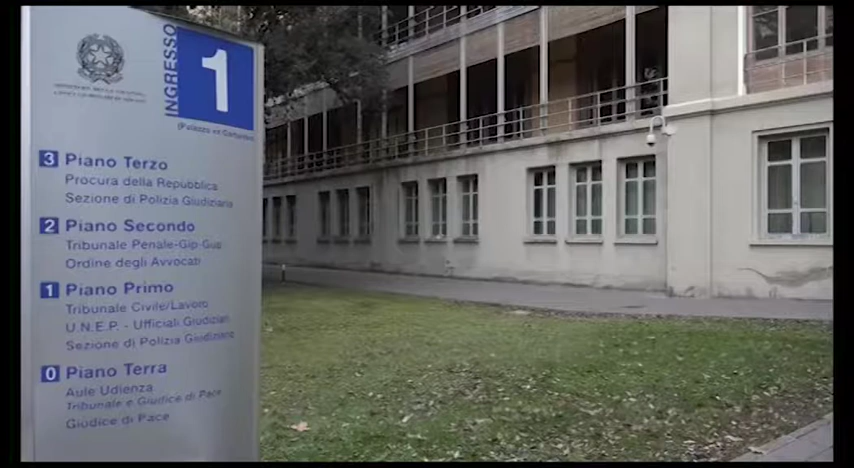 INGRESSO
1
(Palazzo ex Comturist)
3 Piano Terzo
Procura della Repubblica
Sezione di Polizia Giudiziaria
2 Piano Secondo
Tribunale Penale-Gip-Gup
Ordine degli Avvocati
1 Piano Primo
Tribunale Civile/Lavoro
U.N.E.P. - (Ufficiali Giudiziari)
Sezione di Polizia Giudiziaria
0 Piano Terra
Aule di Udienza
Tribunale e Giudice di Pace
Giudice di Pace